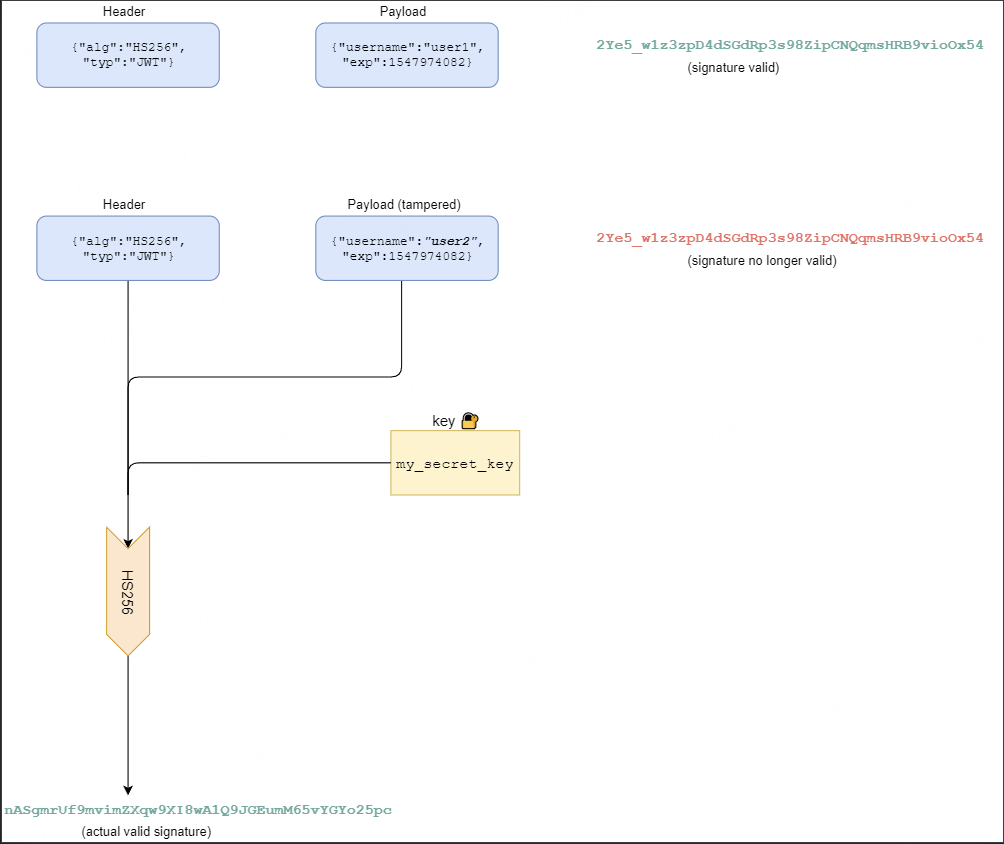 Header
Payload
{"alg":"HS256",
"typ":"JWT"}
{"username":"user1",
"exp":1547974082}
2Ye5_w1z3zpD4dSGdRp3s98ZipCNQqmsHRB9vioOx54
(signature valid)
Header
Payload (tampered)
{"alg":"HS256",
"typ":"JWT"}
{"username":"user2",
"exp":1547974082}
2Ye5_w1z3zpD4dSGdRp3s98ZipCNQqmsHRB9vioOx54
(signature no longer valid)
key
my_secret_key
HS256
nASgmrUf9mvimZXqw9XI8wA1Q9JGEumM65vYGYo25pc
(actual valid signature)